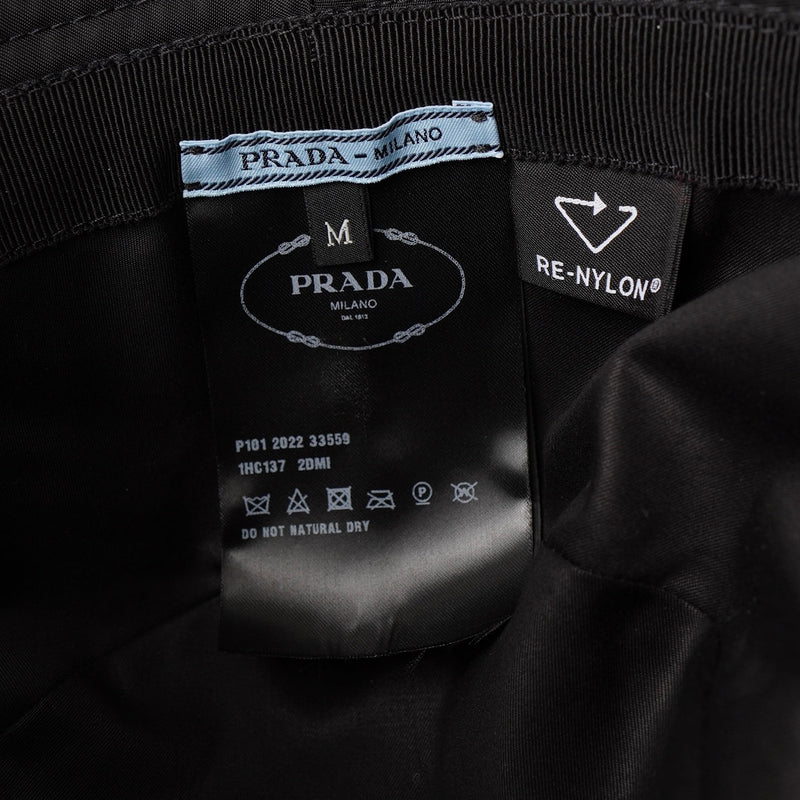 PRADA - MILANO
M
PRADA
MILANO
DAL 1913
RE-NYLON®
P101 2022 33559
1HC137 2DMI
P
DO NOT NATURAL DRY